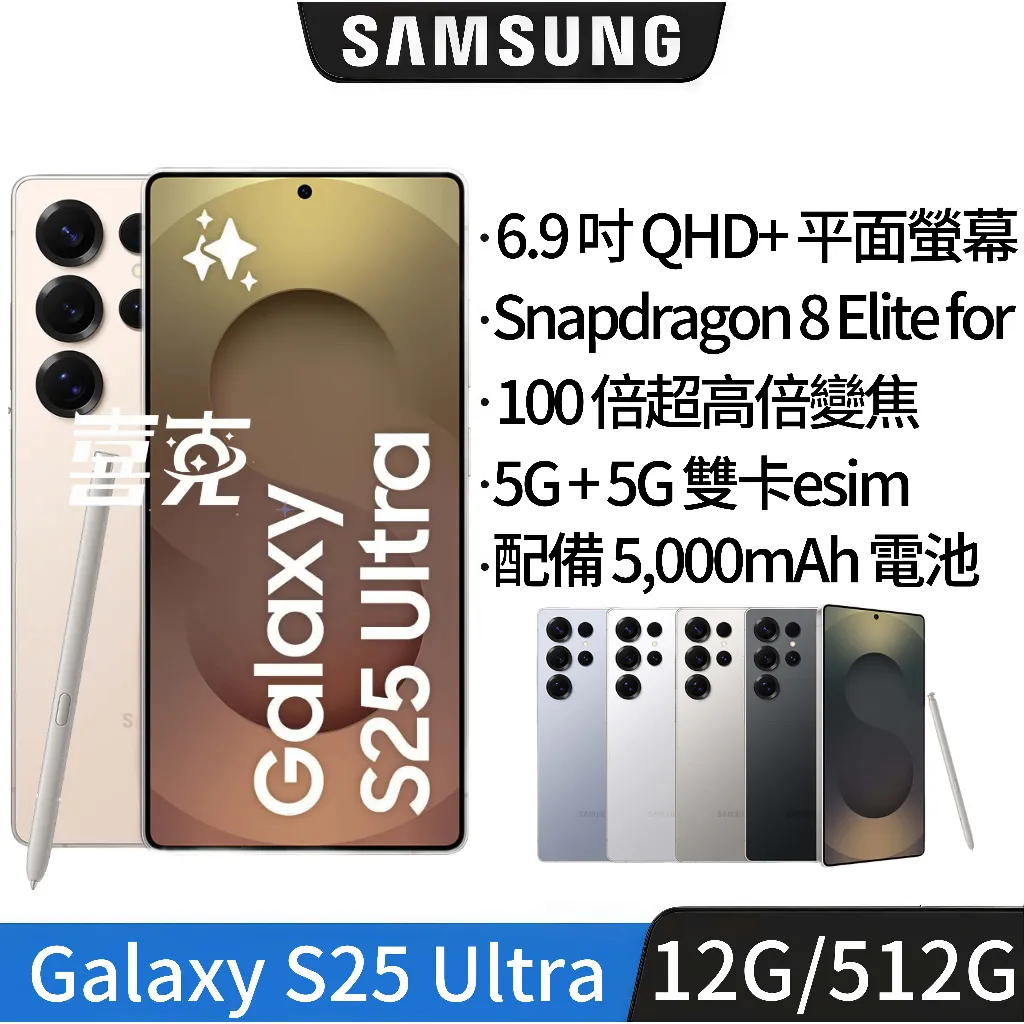 SAMSUNG
·6.9 吋 QHD+ 平面螢幕
·Snapdragon 8 Elite for
·100 倍超高倍變焦
·5G + 5G 雙卡esim
·配備 5,000mAh 電池
喜克
Galaxy
S25 Ultra
Galaxy S25 Ultra
12G/512G